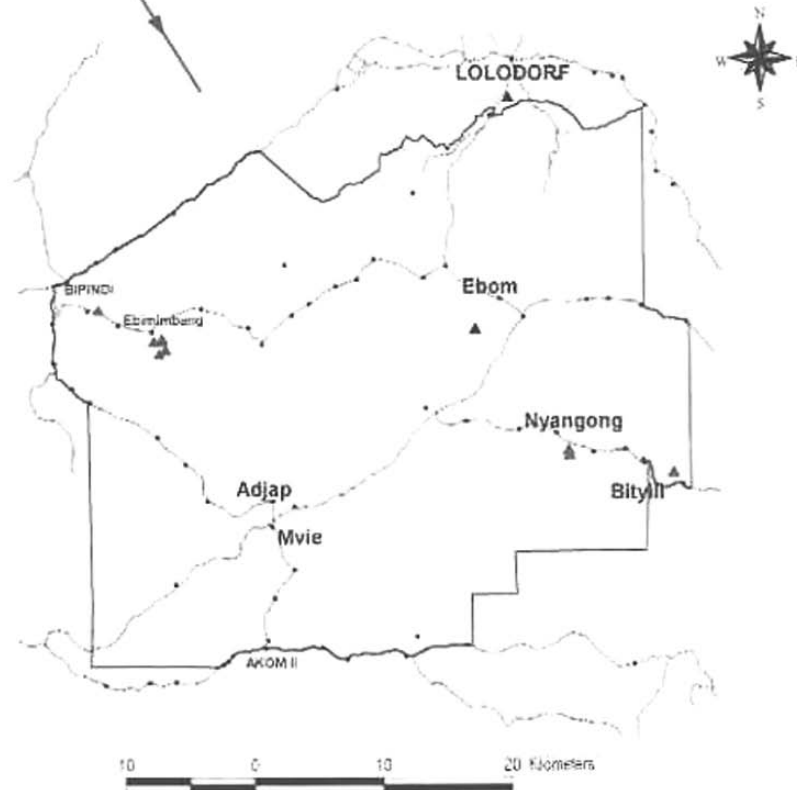 N
W
S
LOLODORF
BIPINDI
Ebimimbang
Ebom
Nyangong
Bityili
Adjap
Mvie
AKOM II
10 0 10 20 Kilometers